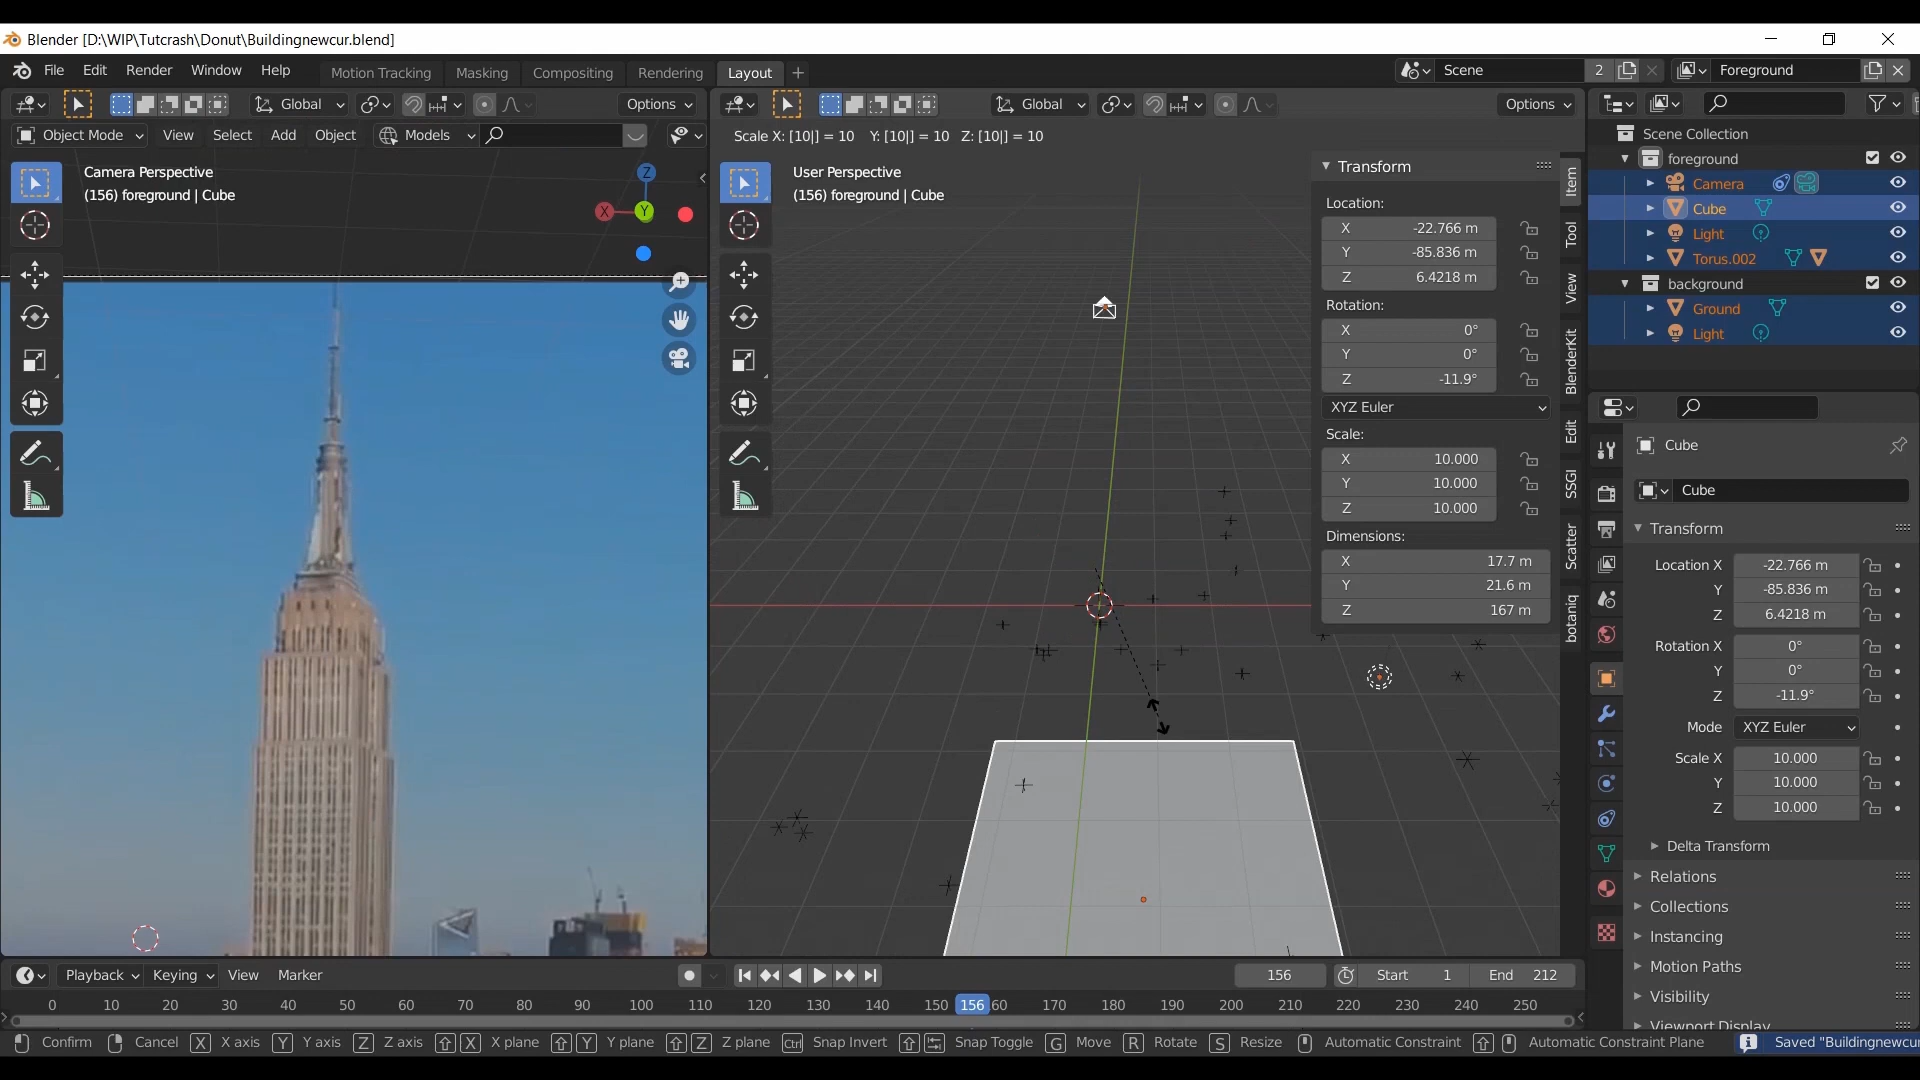 Blender [D:\WIP\Tutcrash\Donut\Buildingnewcur.blend]
File Edit Render Window Help Motion Tracking Masking Compositing Rendering Layout + Scene 2 Foreground
Global Options Global Options
Object Mode View Select Add Object Models Scale X: [10|] = 10 Y: [10|] = 10 Z: [10|] = 10
Camera Perspective
(156) foreground | Cube
Z
X
Y
User Perspective
(156) foreground | Cube
Transform
Location:
X -22.766 m
Y -85.836 m
Z 6.4218 m
Rotation:
X 0°
Y 0°
Z -11.9°
XYZ Euler
Scale:
X 10.000
Y 10.000
Z 10.000
Dimensions:
X 17.7 m
Y 21.6 m
Z 167 m
Item
Tool
View
BlenderKit
Edit
SSGI
Scatter
botaniq
Scene Collection
foreground
Camera
Cube
Light
Torus.002
background
Ground
Light
Cube
Cube
Transform
Location X -22.766 m
Y -85.836 m
Z 6.4218 m
Rotation X 0°
Y 0°
Z -11.9°
Mode XYZ Euler
Scale X 10.000
Y 10.000
Z 10.000
Delta Transform
Relations
Collections
Instancing
Motion Paths
Visibility
Viewport Display
Playback Keying View Marker 156 Start 1 End 212
0 10 20 30 40 50 60 70 80 90 100 110 120 130 140 150 156 60 170 180 190 200 210 220 230 240 250
Confirm Cancel X X axis Y Y axis Z Z axis X X plane Y Y plane Z Z plane Ctrl Snap Invert Snap Toggle G Move R Rotate S Resize Automatic Constraint Automatic Constraint Plane Saved "Buildingnewcur